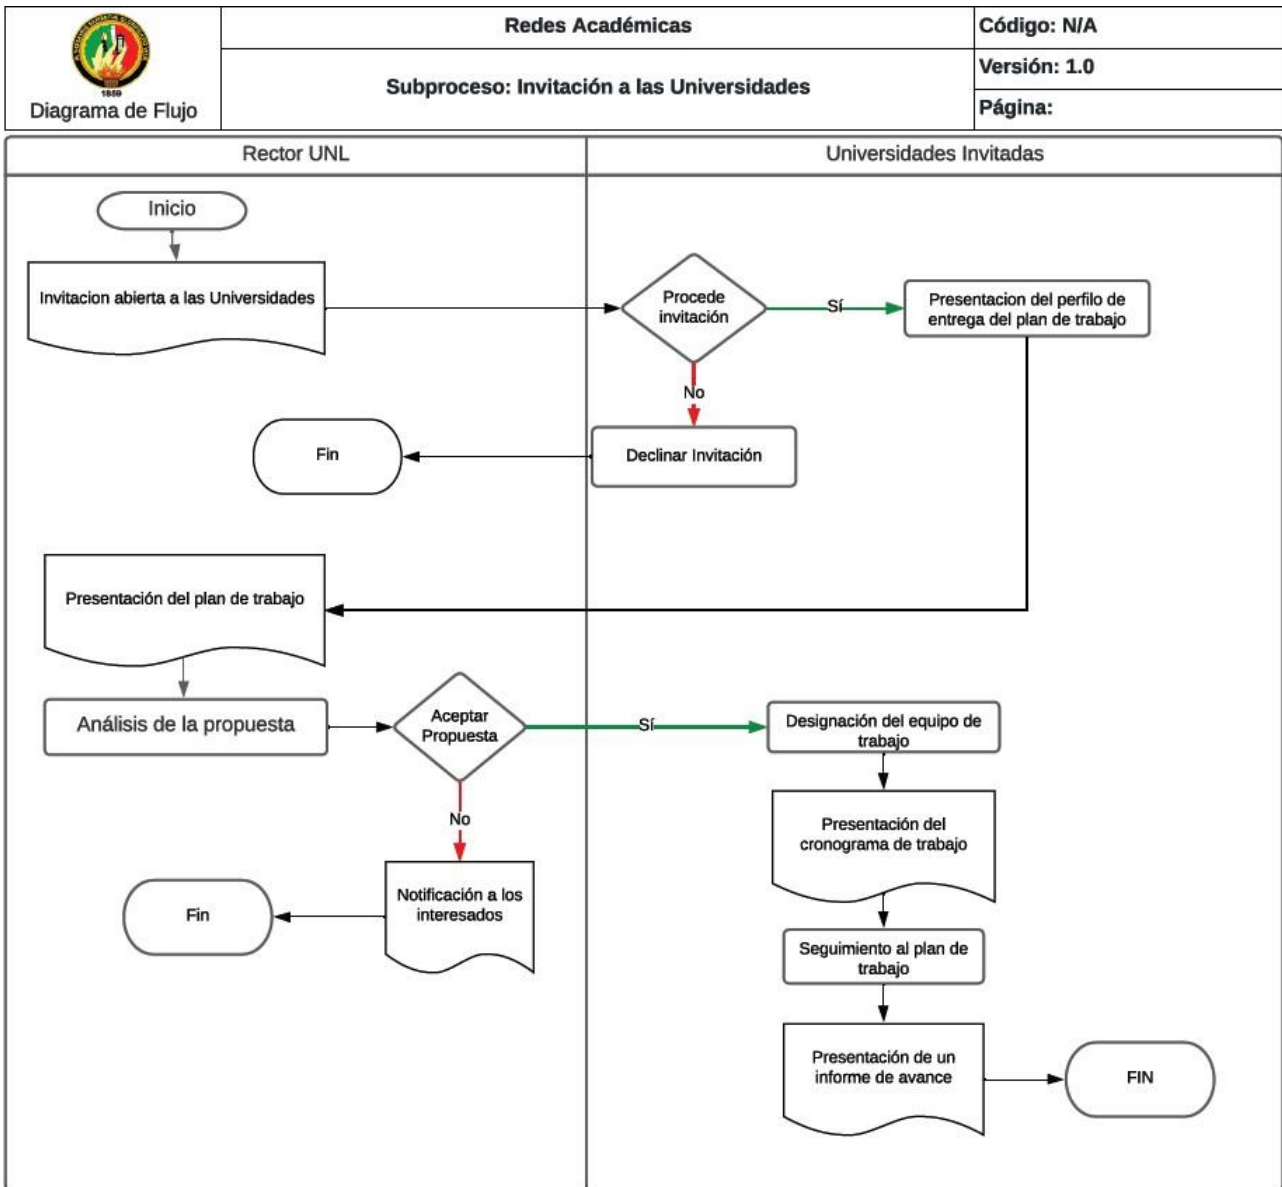 Redes Académicas
Código: N/A
Versión: 1.0
Subproceso: Invitación a las Universidades
Página:
1859
Diagrama de Flujo
Rector UNL
Universidades Invitadas
Inicio
Invitacion abierta a las Universidades
Procede
invitación
Sí
Presentacion del perfilo de
entrega del plan de trabajo
No
Declinar Invitación
Fin
Presentación del plan de trabajo
Análisis de la propuesta
Aceptar
Propuesta
Sí
Designación del equipo de
trabajo
No
Presentación del
cronograma de trabajo
Notificación a los
interesados
Fin
Seguimiento al plan de
trabajo
Presentación de un
informe de avance
FIN